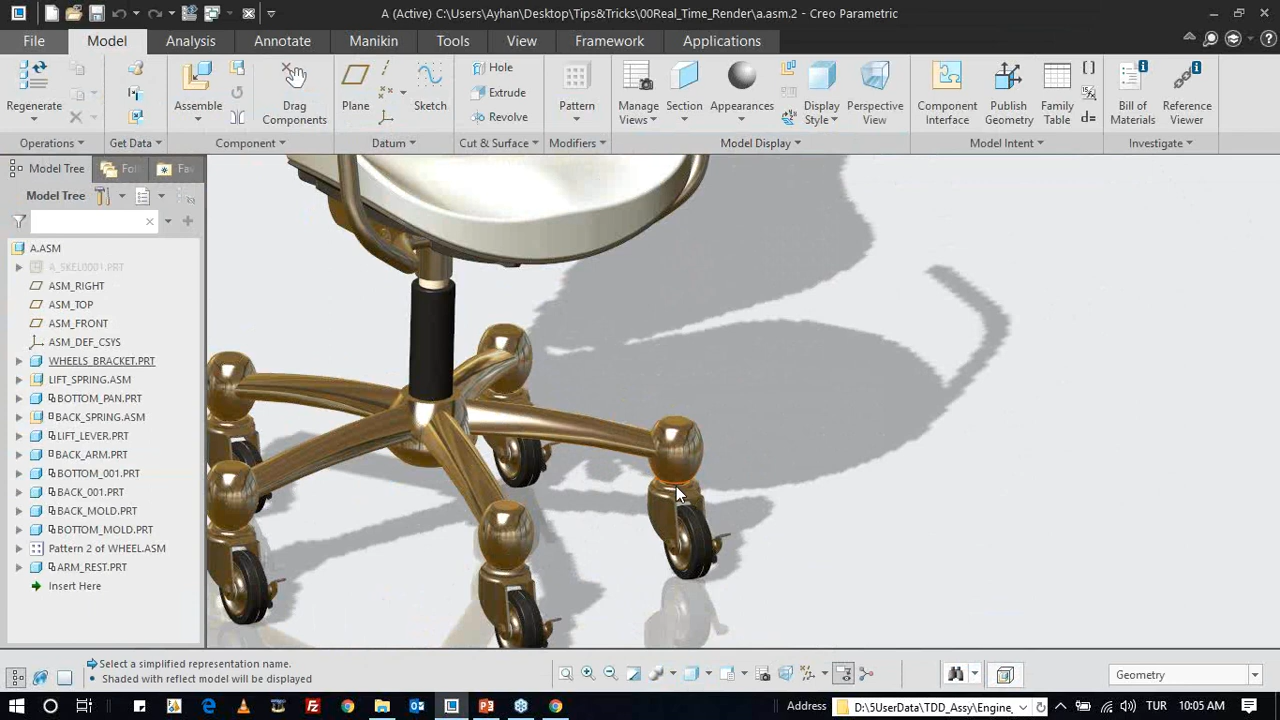 A (Active) C:\Users\Ayhan\Desktop\Tips&Tricks\00Real_Time_Render\a.asm.2 - Creo Parametric
File Model Analysis Annotate Manikin Tools View Framework Applications
Regenerate
Operations
Get Data
Assemble
Drag Components
Component
Plane
Sketch
Datum
Hole
Extrude
Revolve
Cut & Surface
Pattern
Modifiers
Manage Views
Section
Appearances
Display Style
Perspective View
Model Display
Component Interface
Publish Geometry
Family Table
Model Intent
Bill of Materials
Reference Viewer
Investigate
Model Tree
Model Tree
A.ASM
A_SKEL0001.PRT
ASM_RIGHT
ASM_TOP
ASM_FRONT
ASM_DEF_CSYS
WHEELS_BRACKET.PRT
LIFT_SPRING.ASM
BOTTOM_PAN.PRT
BACK_SPRING.ASM
LIFT_LEVER.PRT
BACK_ARM.PRT
BOTTOM_001.PRT
BACK_001.PRT
BACK_MOLD.PRT
BOTTOM_MOLD.PRT
Pattern 2 of WHEEL.ASM
ARM_REST.PRT
Insert Here
Select a simplified representation name.
Shaded with reflect model will be displayed
Geometry
Address D:\5UserData\TDD_Assy\Engine_
TUR 10:05 AM